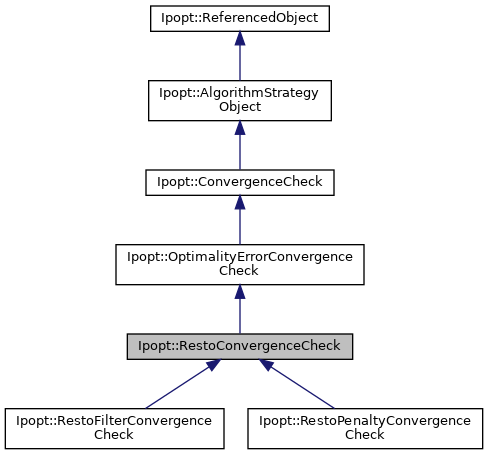 Ipopt::ReferencedObject
Ipopt::AlgorithmStrategy
Object
Ipopt::ConvergenceCheck
Ipopt::OptimalityErrorConvergence
Check
Ipopt::RestoConvergenceCheck
Ipopt::RestoFilterConvergence
Check
Ipopt::RestoPenaltyConvergence
Check